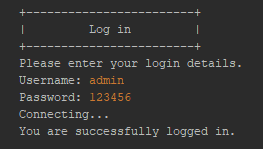 +------------------------+
|         Log in         |
+------------------------+
Please enter your login details.
Username: admin
Password: 123456
Connecting...
You are successfully logged in.